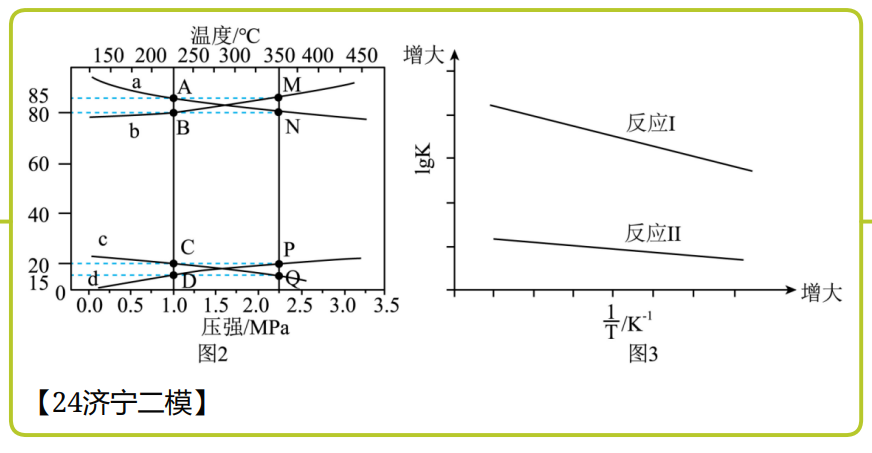 温度/℃
150 200 250 300 350 400 450
85
80
60
40
20
15
0
a
A
M
b
B
N
c
C
P
d
D
Q
0.0 0.5 1.0 1.5 2.0 2.5 3.0 3.5
压强/MPa
图2
增大
lgK
反应I
反应II
增大
1/T /K⁻¹
图3
【24济宁二模】